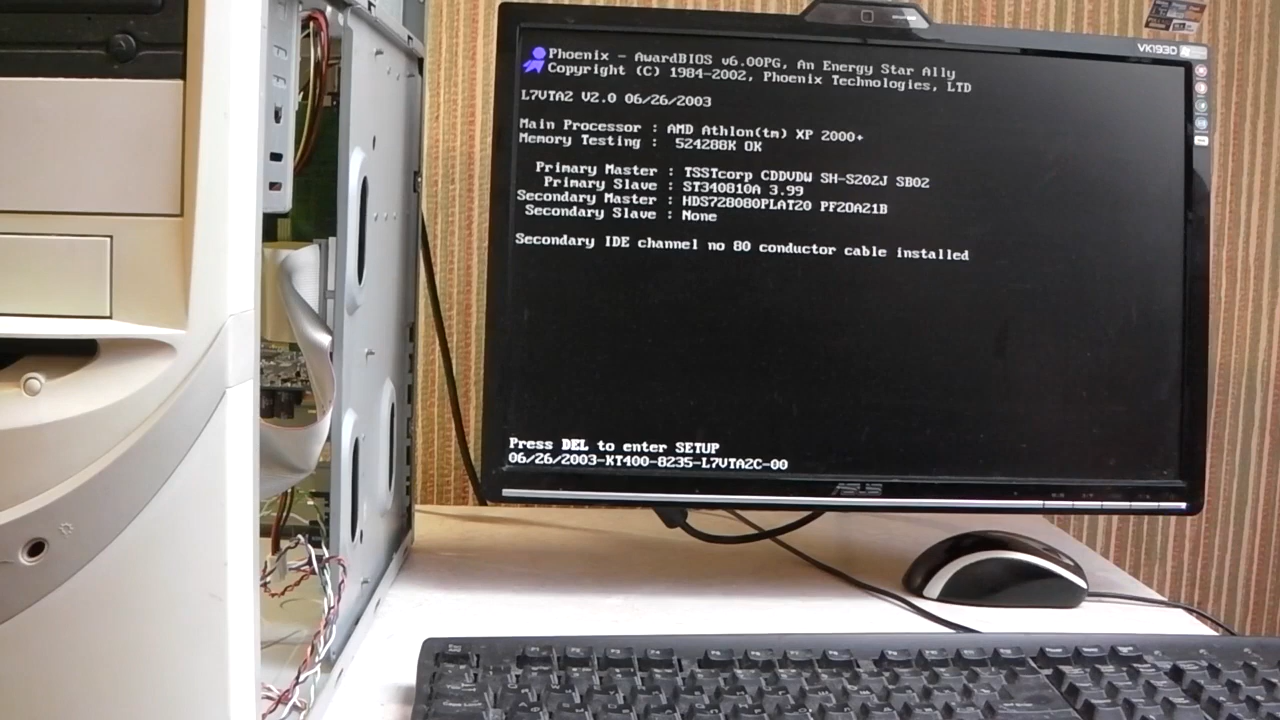 VK193D
Phoenix - AwardBIOS v6.00PG, An Energy Star Ally
Copyright (C) 1984-2002, Phoenix Technologies, LTD
L7VTA2 V2.0 06/26/2003
Main Processor : AMD Athlon(tm) XP 2000+
Memory Testing :  524288K OK
Primary Master : TSSTcorp CDDVDW SH-S202J SB02
Primary Slave : ST340810A 3.99
Secondary Master : HDS728080PLAT20 PF2OA21B
Secondary Slave : None
Secondary IDE channel no 80 conductor cable installed
Press DEL to enter SETUP
06/26/2003-KT400-8235-L7VTA2C-00
ASUS